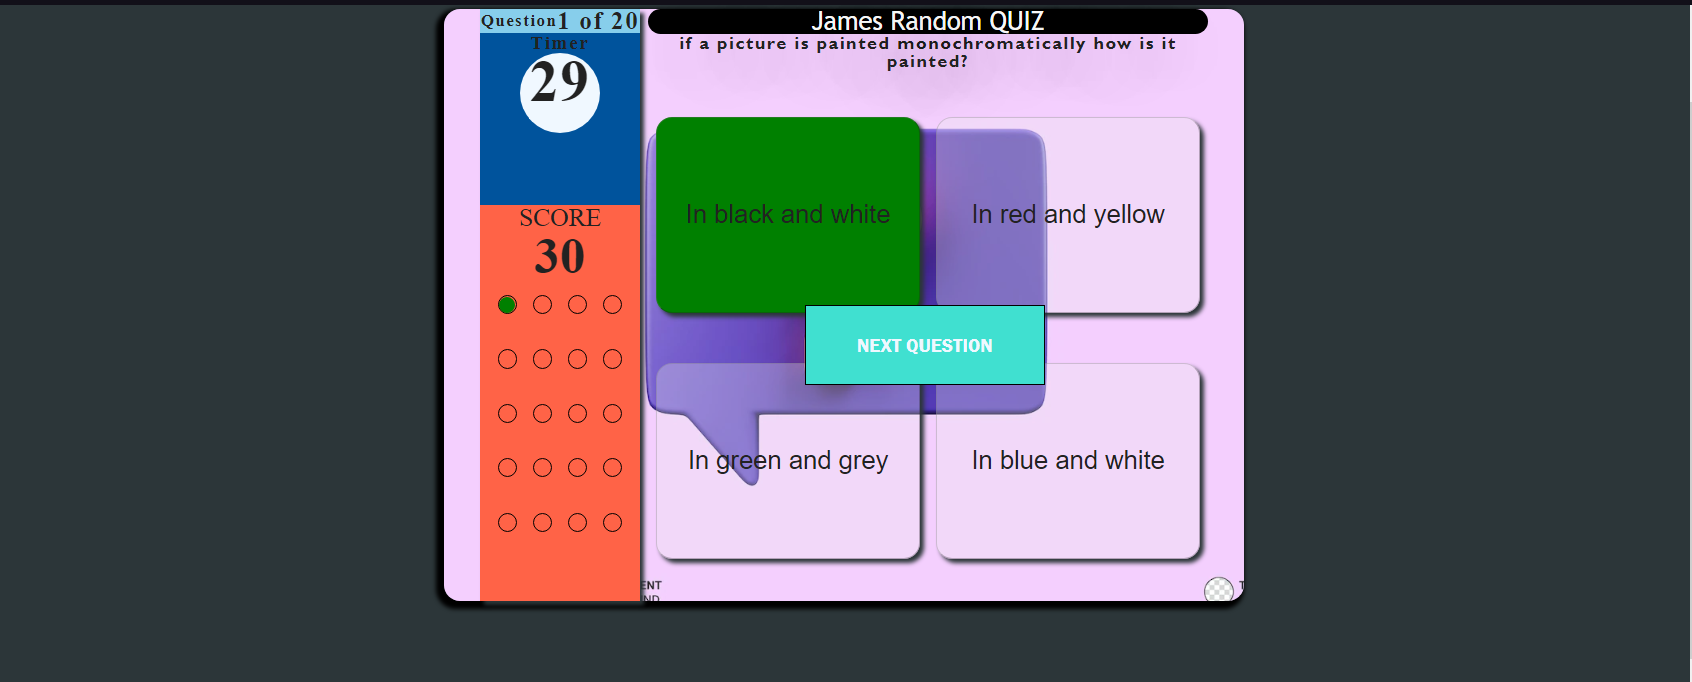 Question1 of 20
Timer
29
SCORE
30
James Random QUIZ
if a picture is painted monochromatically how is it
painted?
In black and white
In red and yellow
NEXT QUESTION
In green and grey
In blue and white
ENT
ND
T